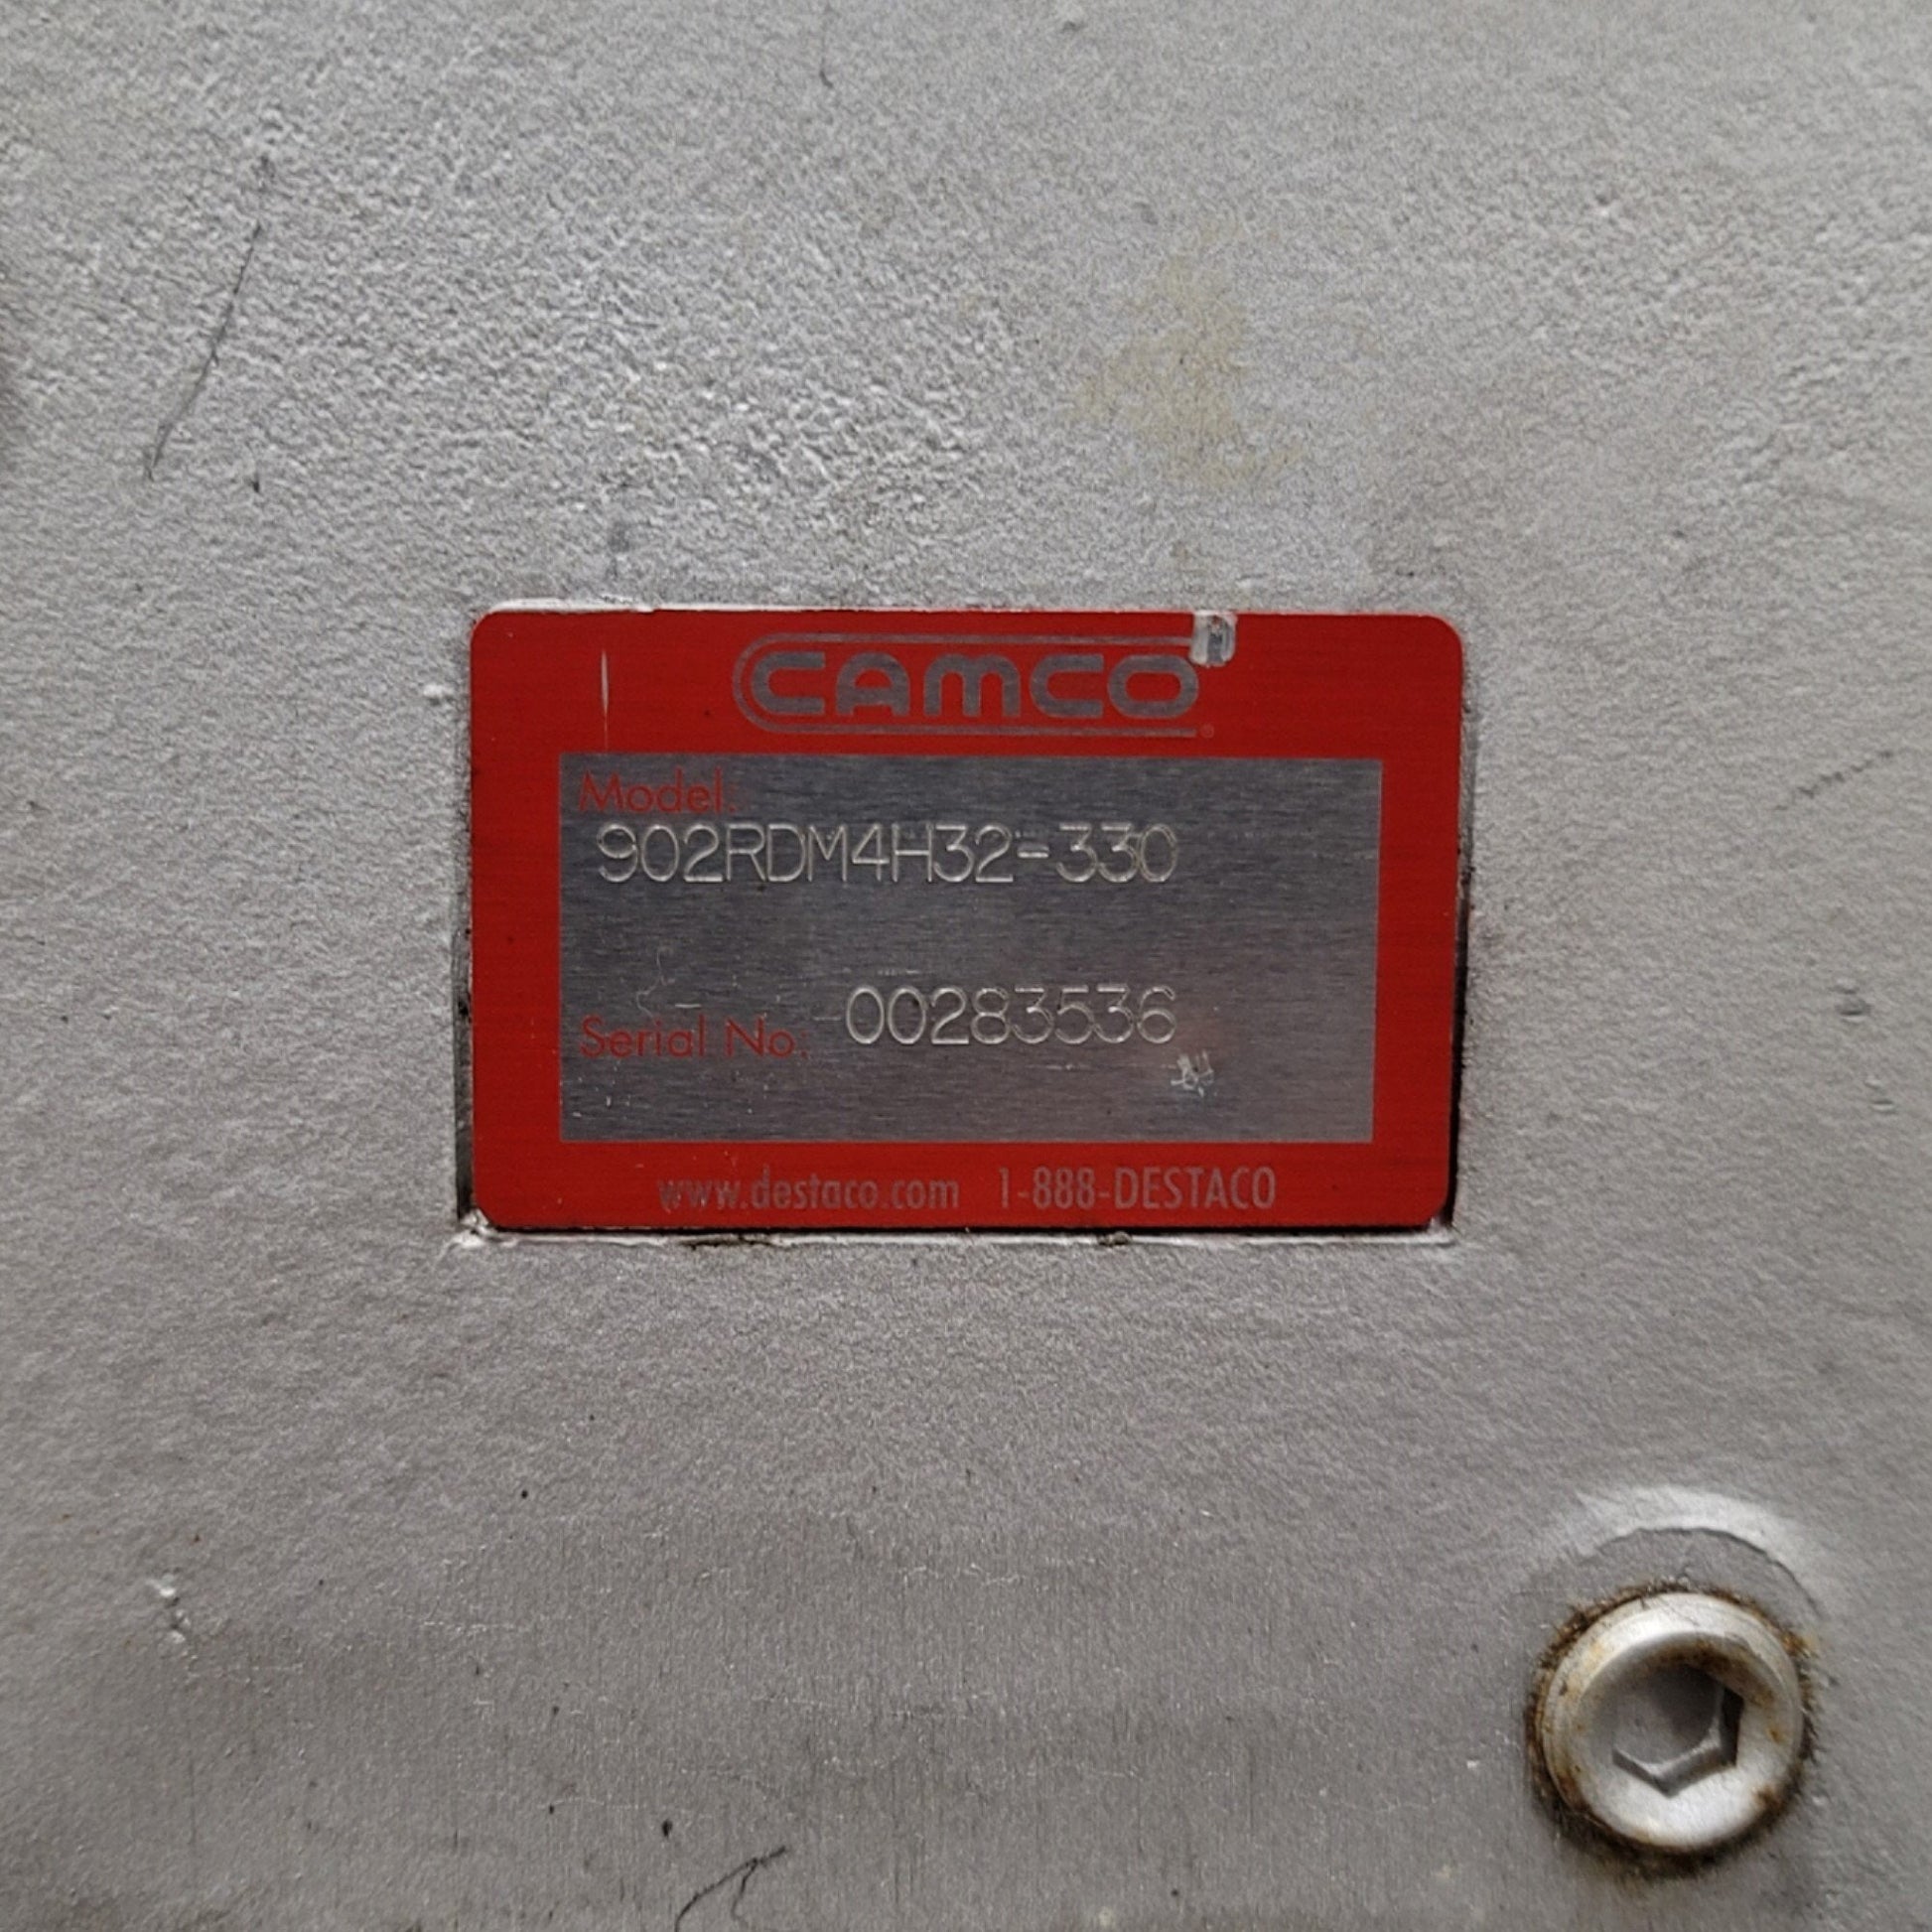 CAMCO®
Model:
902RDM4H32=330
Serial No: 00283536
www.destaco.com 1-888-DESTACO